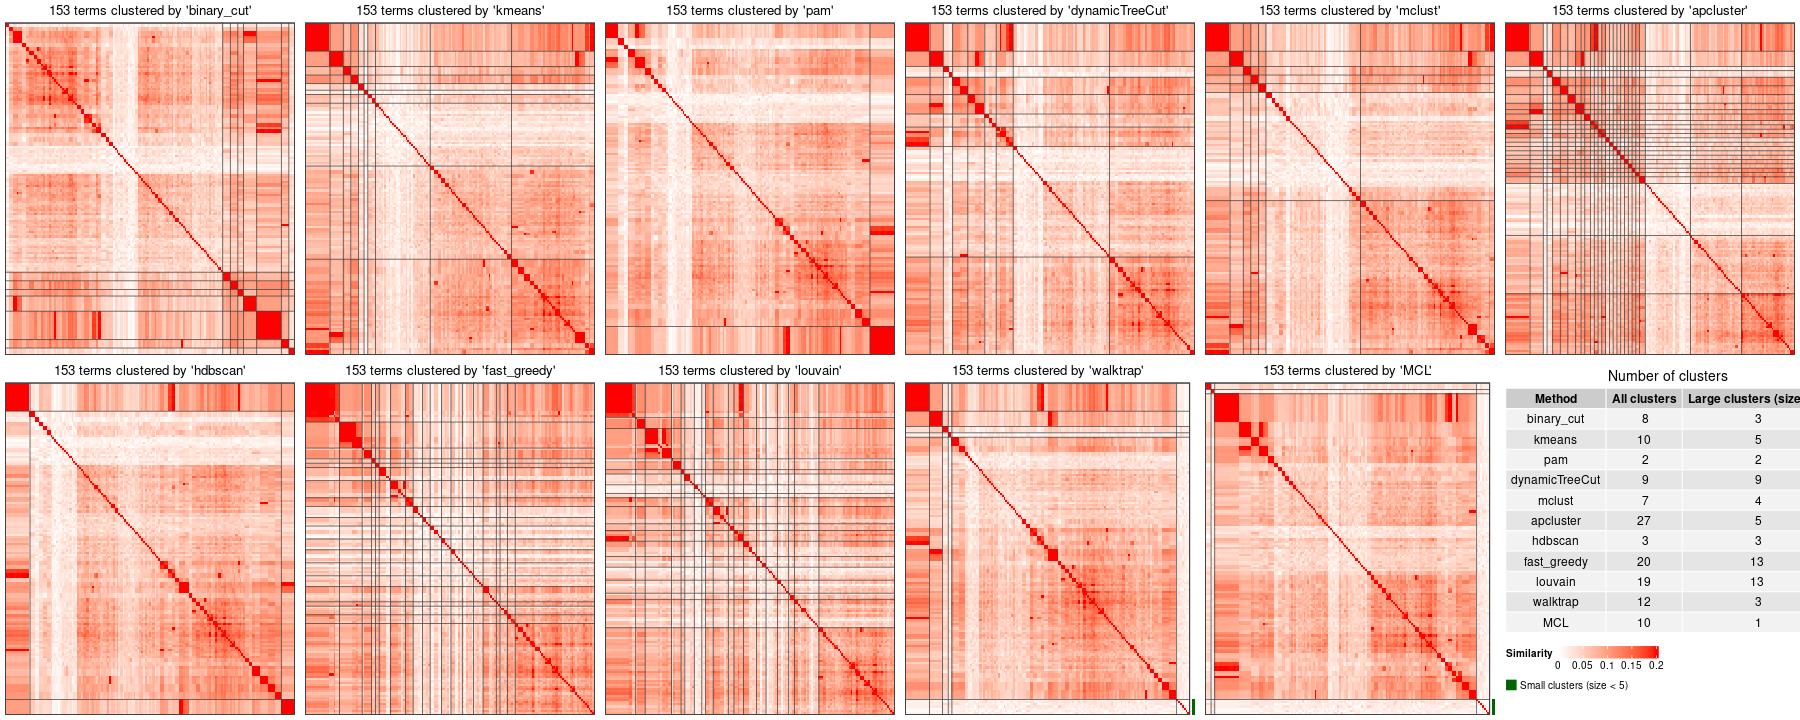 153 terms clustered by 'binary_cut'
153 terms clustered by 'kmeans'
153 terms clustered by 'pam'
153 terms clustered by 'dynamicTreeCut'
153 terms clustered by 'mclust'
153 terms clustered by 'apcluster'
153 terms clustered by 'hdbscan'
153 terms clustered by 'fast_greedy'
153 terms clustered by 'louvain'
153 terms clustered by 'walktrap'
153 terms clustered by 'MCL'
Number of clusters
Method All clusters Large clusters (size
binary_cut 8 3
kmeans 10 5
pam 2 2
dynamicTreeCut 9 9
mclust 7 4
apcluster 27 5
hdbscan 3 3
fast_greedy 20 13
louvain 19 13
walktrap 12 3
MCL 10 1
Similarity
0 0.05 0.1 0.15 0.2
Small clusters (size < 5)